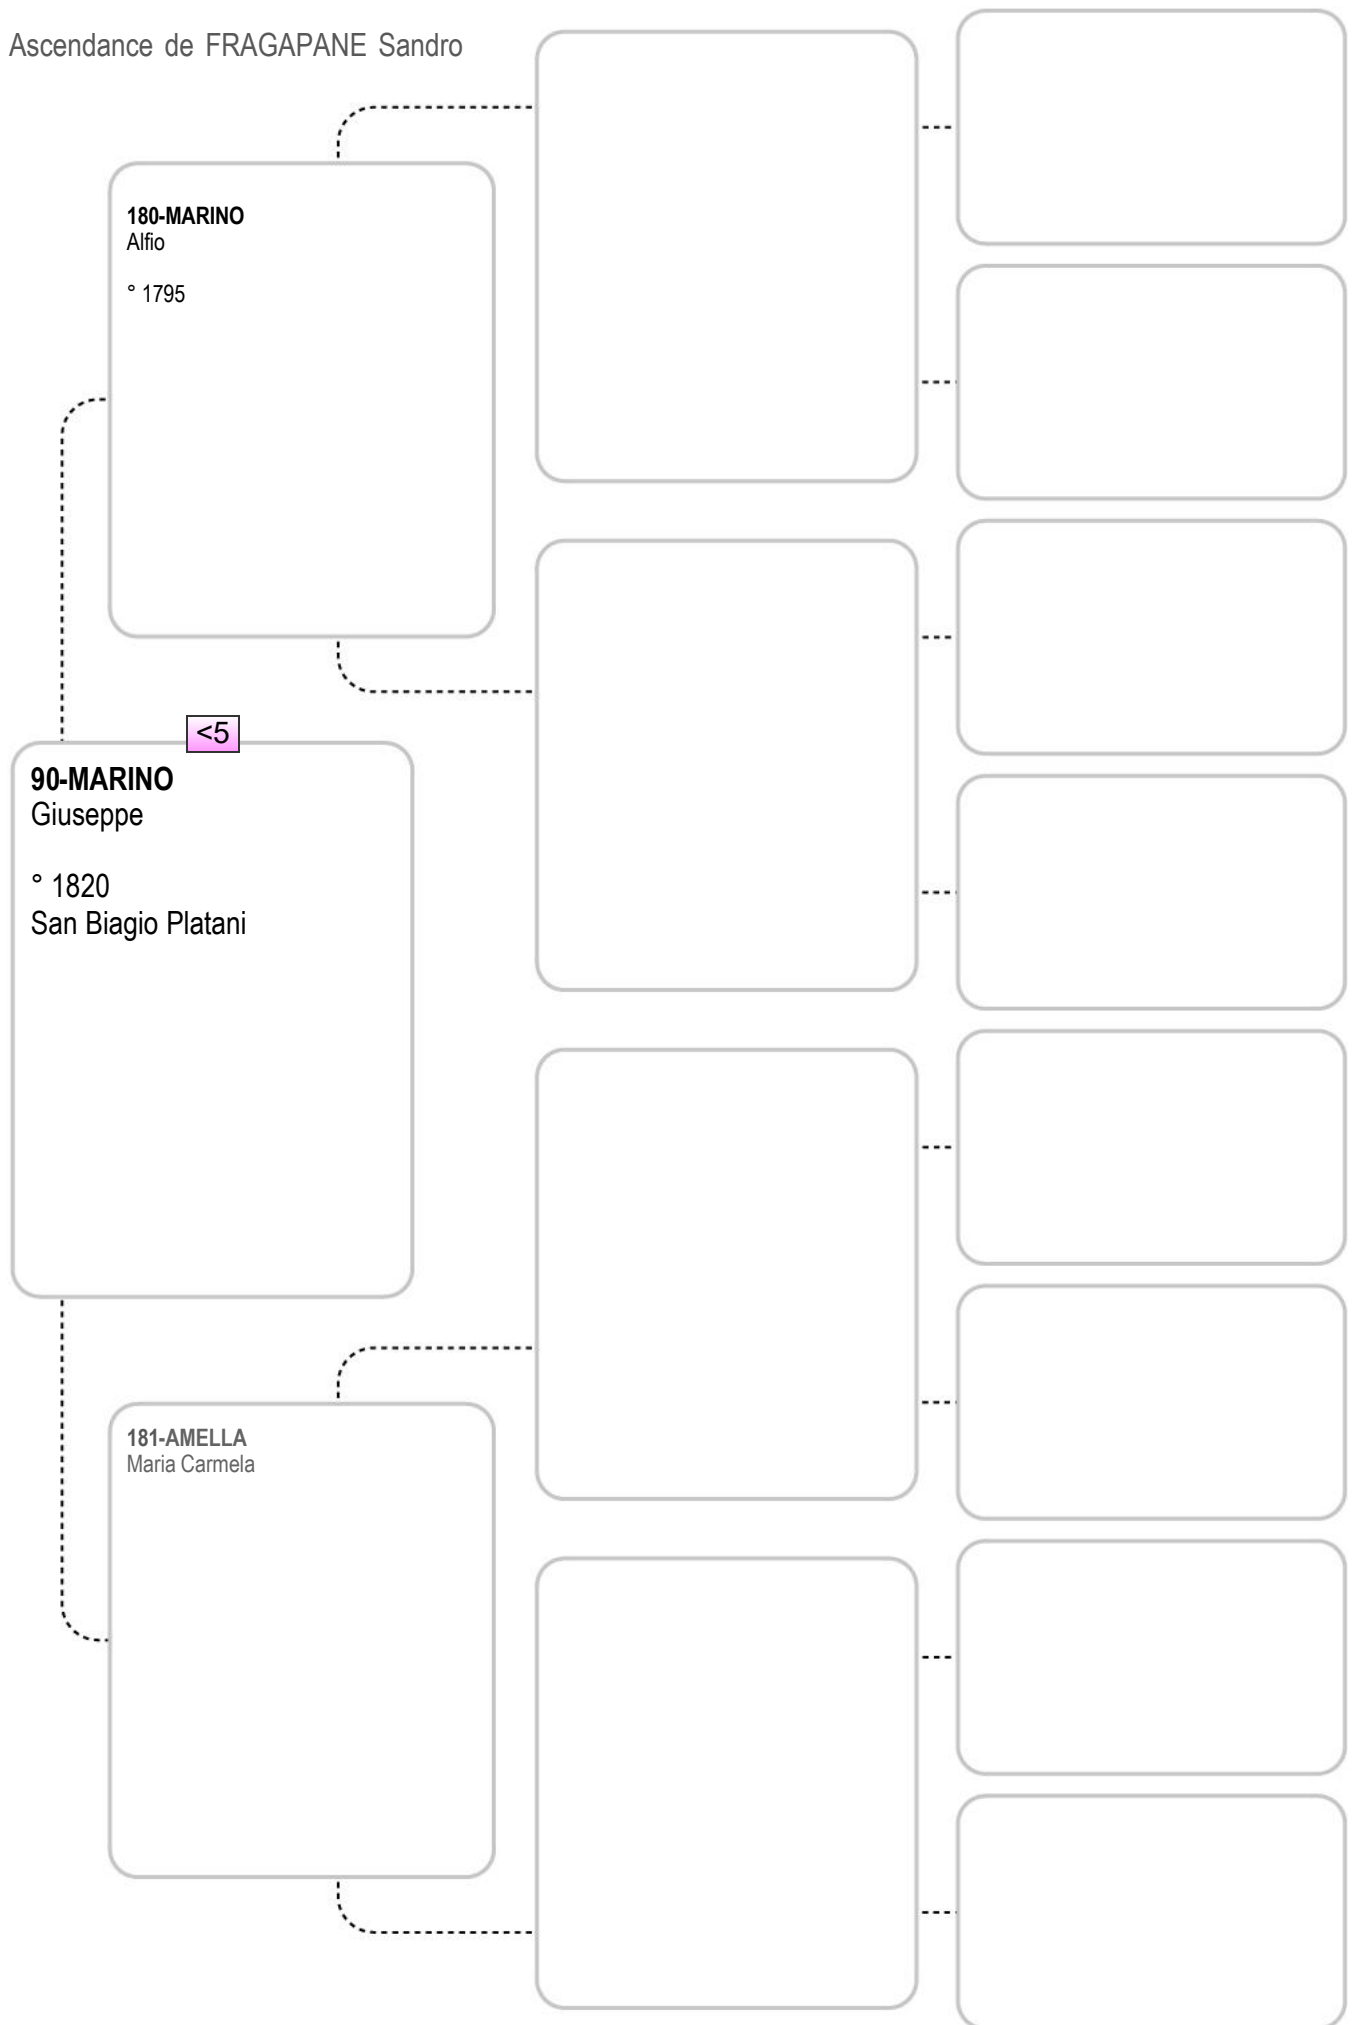 Ascendance de FRAGAPANE Sandro
180-MARINO
Alfio
° 1795
<5
90-MARINO
Giuseppe
° 1820
San Biagio Platani
181-AMELLA
Maria Carmela